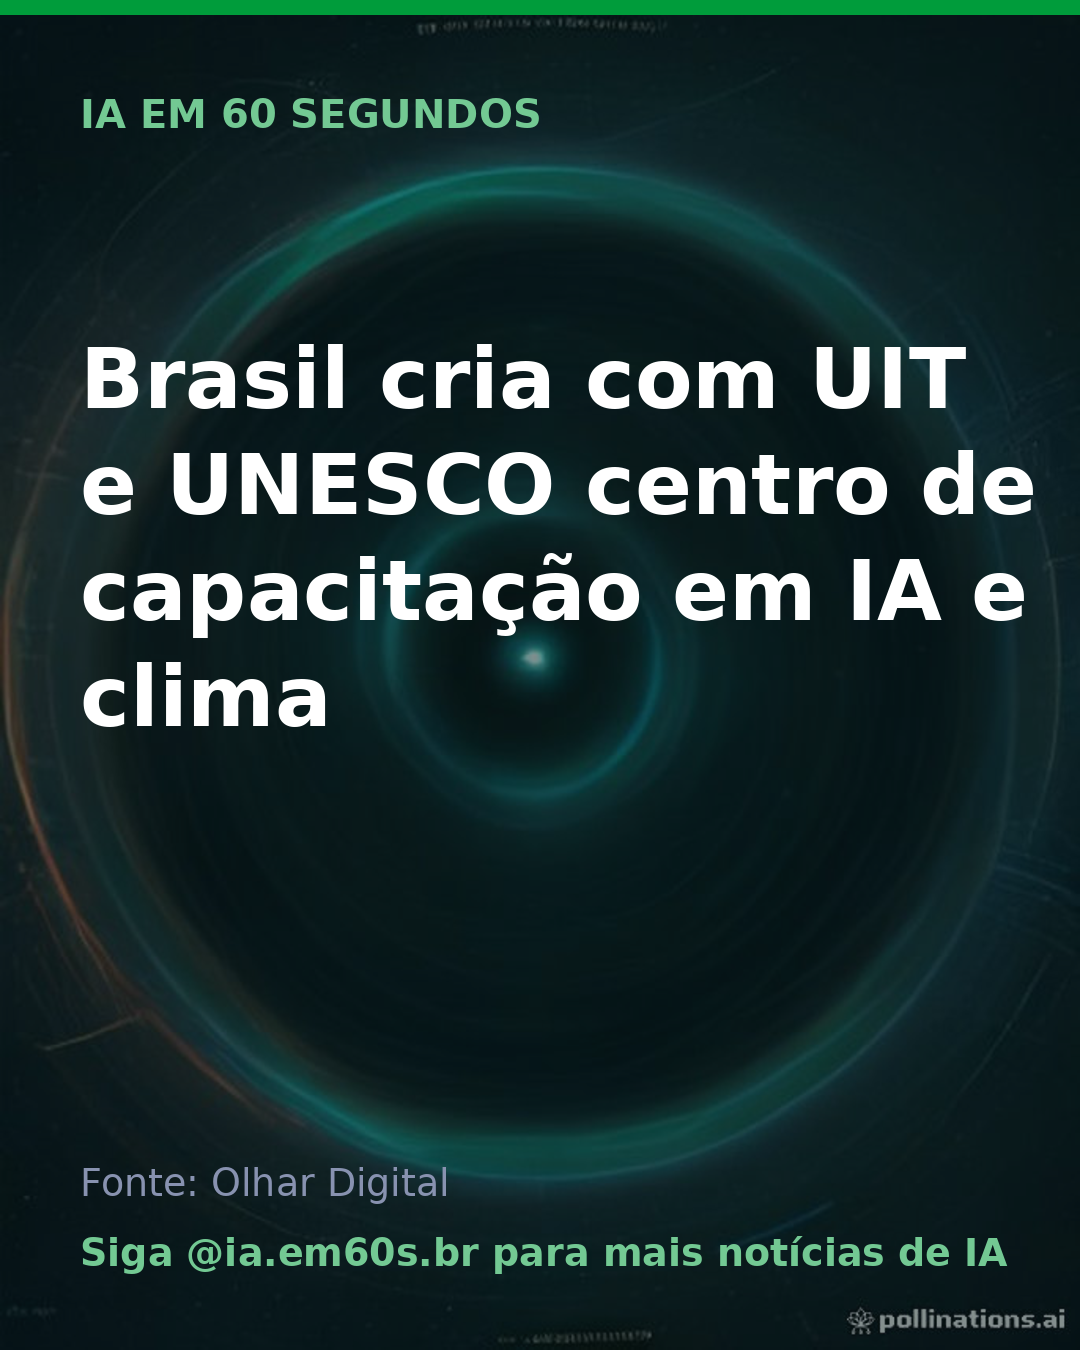 IA EM 60 SEGUNDOS
Brasil cria com UIT
e UNESCO centro de
capacitação em IA e
clima
Fonte: Olhar Digital
Siga @ia.em60s.br para mais notícias de IA
pollinations.ai